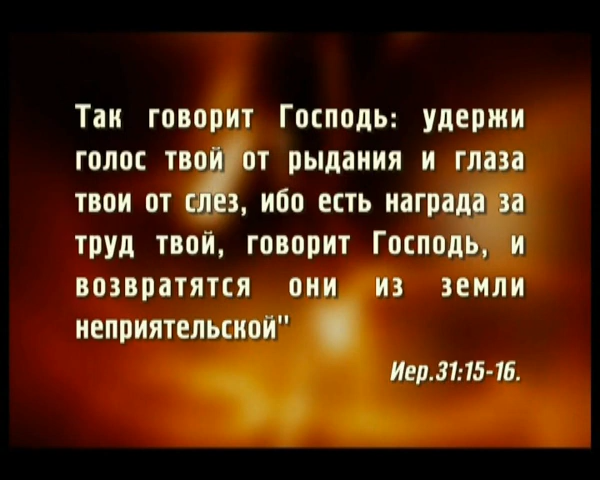 Так говорит Господь: удержи
голос твой от рыдания и глаза
твои от слез, ибо есть награда за
труд твой, говорит Господь, и
возвратятся они из земли
неприятельской"
Иер.31:15-16.